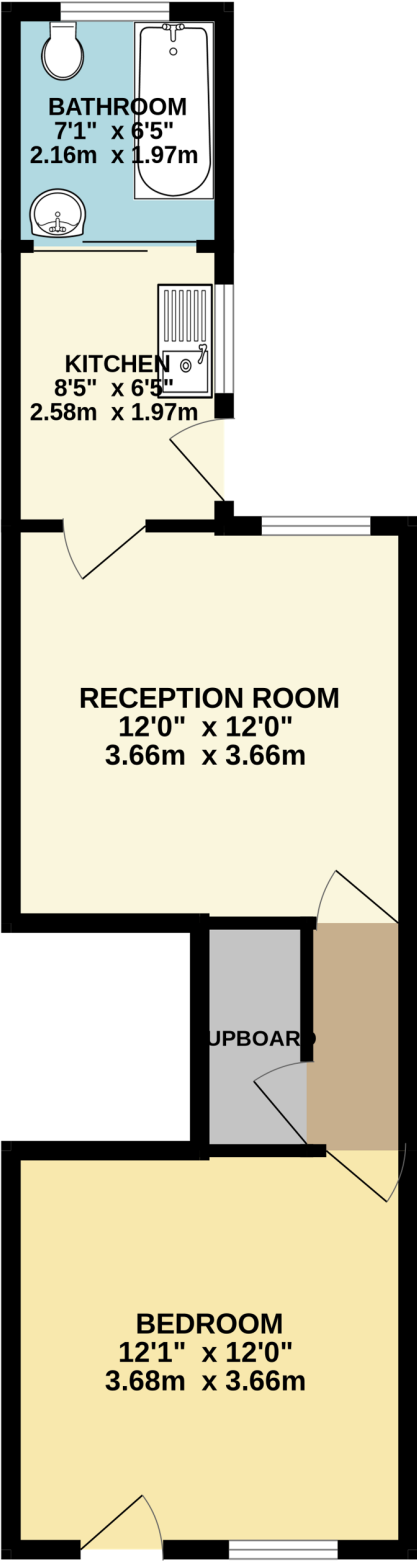 BATHROOM
7'1" x 6'5"
2.16m x 1.97m
KITCHEN
8'5" x 6'5"
2.58m x 1.97m
RECEPTION ROOM
12'0" x 12'0"
3.66m x 3.66m
CUPBOARD
BEDROOM
12'1" x 12'0"
3.68m x 3.66m